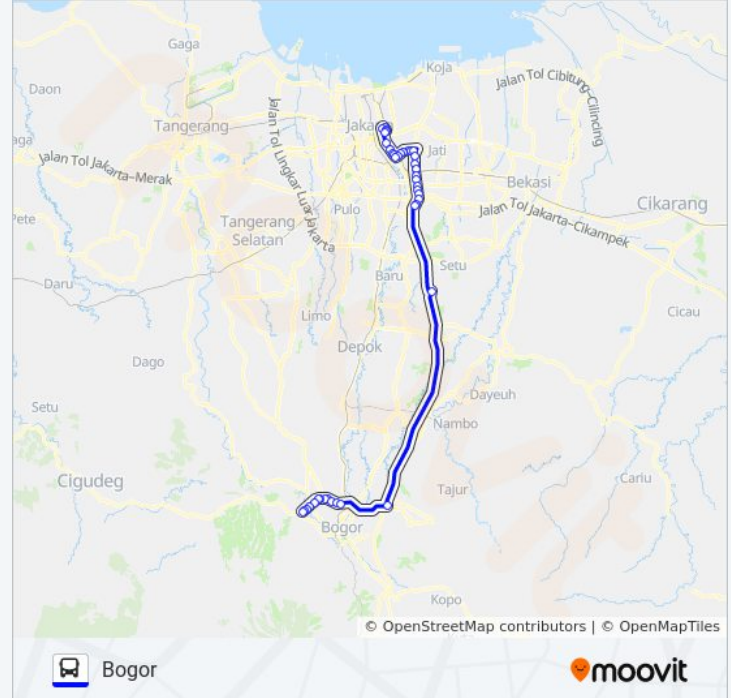 Gaga
Koja
Daon
Jalan Tol Cibitung–Cilincing
Tangerang
Jaka
Jati
aga
Jalan Tol Jakarta–Merak
Jalan Tol Lingkar Luar Jakarta
Bekasi
Cikarang
Pete
Pulo
Jalan Tol Jakarta–Cikampek
Tangerang
Selatan
Setu
Daru
Baru
Cicau
Limo
Depok
Dago
Dayeuh
Setu
Nambo
Cigudeg
Tajur
Cariu
Bogor
Kopo
© OpenStreetMap contributors | © OpenMapTiles
Bogor
moovit